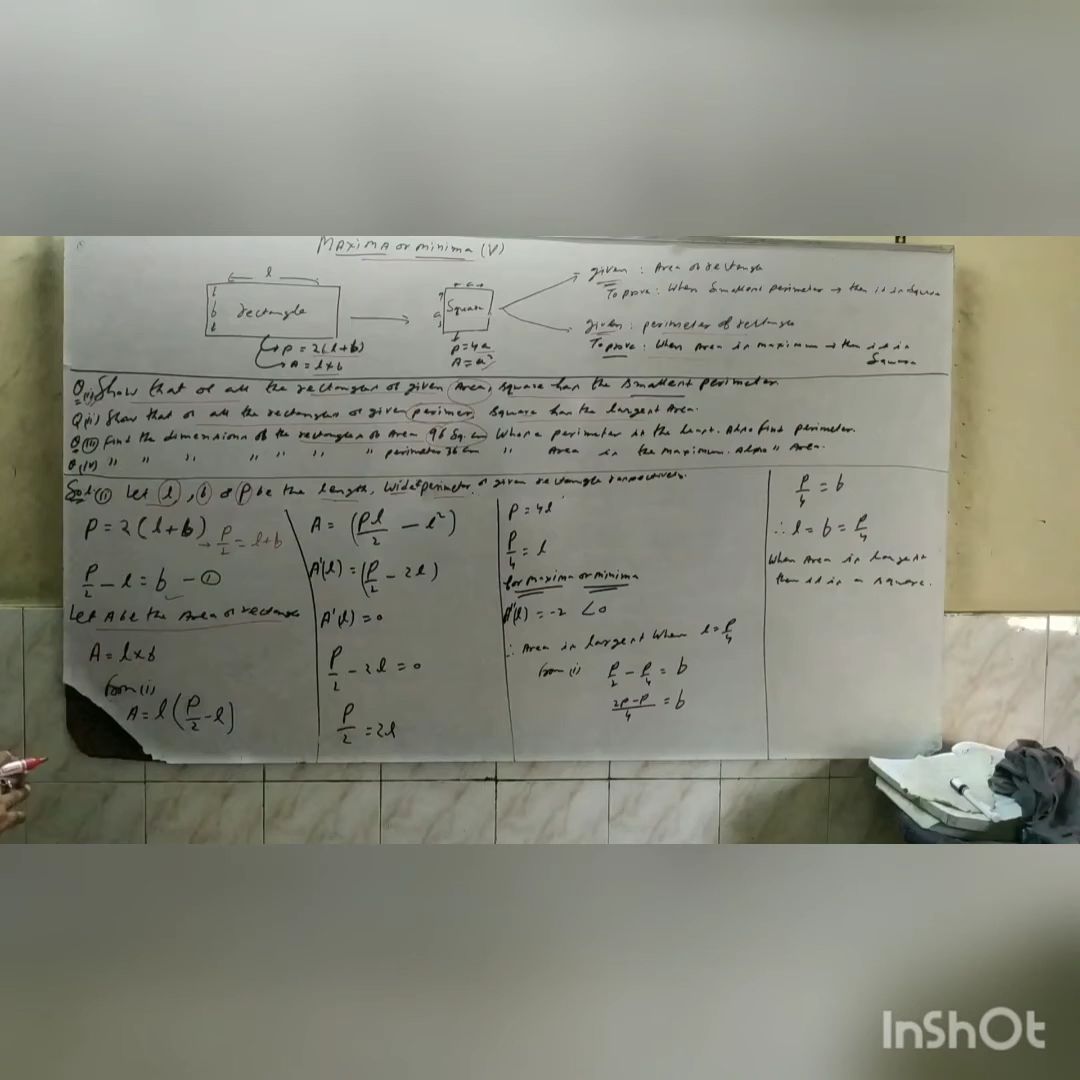 Maxima or minima (V)
l
b
rectangle
P = 2(l+b)
A = l×b
a
a
Square
P=4a
A=a²
given: Area of rectangle
To prove: When Smallest perimeter → then it is Square
given: perimeter of rectangle
To prove: When Area is maximum → then it is
Square
Q(i) Show that of all the rectangles of given Area, square has the smallest perimeter.
Q(ii) Show that of all the rectangles of given perimer, Square has the largest Area.
Q(iii) Find the dimensions of the rectangles of Area 96 Sq. cm Whose perimeter is the least. Also find perimeter.
Q(iv) " " " " " " " perimeter 36 cm " Area is the maximum. Also " Area.
Sol(i) Let l, b & P be the length, Widt perimeter of given rectangle respectively.
P = 2(l+b)
→ P/2 = l+b
P/2 - l = b - ①
Let A be the Area of rectangle
A = l×b
from (i)
A = l(P/2 - l)
A = (Pl/2 - l²)
A'(l) = (P/2 - 2l)
A'(l) = 0
P/2 - 2l = 0
P/2 = 2l
P = 4l
P/4 = l
for maxima or minima
A''(l) = -2 < 0
∴ Area is largest When l = P/4
from (i) P/2 - P/4 = b
2P-P/4 = b
P/4 = b
∴ l = b = P/4
When Area is largest
then it is a square.
InShOt